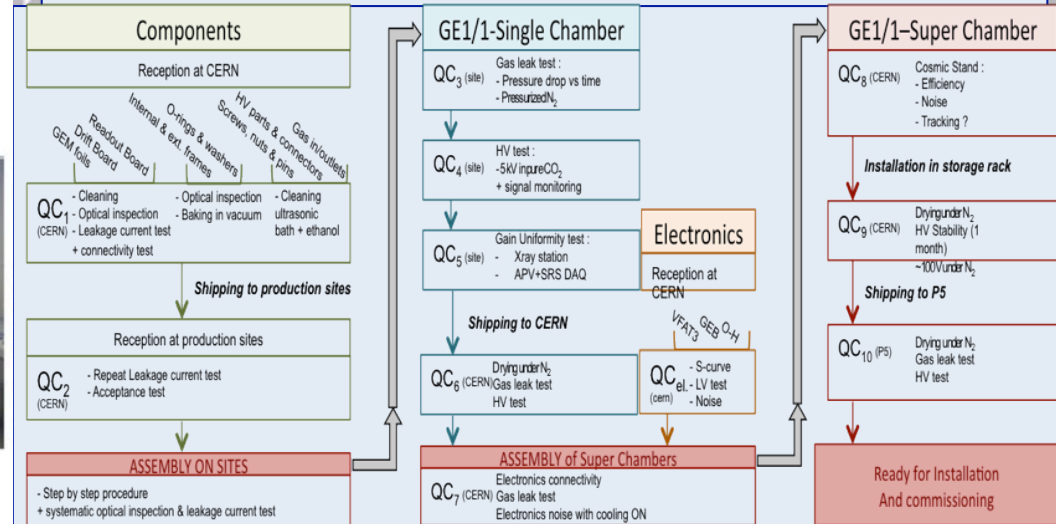 Components
Reception at CERN
GEM foils
Drift Board
Readout Board
Internal & ext. frames
O-rings & washers
Screws, nuts & pins
HV parts & connectors
Gas in/outlets
QC1 (CERN)
- Cleaning
- Optical inspection
- Leakage current test
+ connectivity test
- Optical inspection
- Baking in vacuum
- Cleaning
ultrasonic
bath + ethanol
Shipping to production sites
Reception at production sites
QC2 (CERN)
- Repeat Leakage current test
- Acceptance test
ASSEMBLY ON SITES
- Step by step procedure
+ systematic optical inspection & leakage current test
GE1/1-Single Chamber
QC3 (site)
Gas leak test :
- Pressure drop vs time
- Pressurized N2
QC4 (site)
HV test :
-5kV in pure CO2
+ signal monitoring
QC5 (site)
Gain Uniformity test :
- Xray station
- APV+SRS DAQ
Shipping to CERN
QC6 (CERN)
Drying under N2
Gas leak test
HV test
Electronics
Reception at
CERN
VFAT3
GEB
O-H
QCel. (cern)
- S-curve
- LV test
- Noise
ASSEMBLY of Super Chambers
QC7 (CERN)
Electronics connectivity
Gas leak test
Electronics noise with cooling ON
GE1/1–Super Chamber
QC8 (CERN)
Cosmic Stand :
- Efficiency
- Noise
- Tracking ?
Installation in storage rack
QC9 (CERN)
Drying under N2
HV Stability (1
month)
~100V under N2
Shipping to P5
QC10 (P5)
Drying under N2
Gas leak test
HV test
Ready for Installation
And commissioning